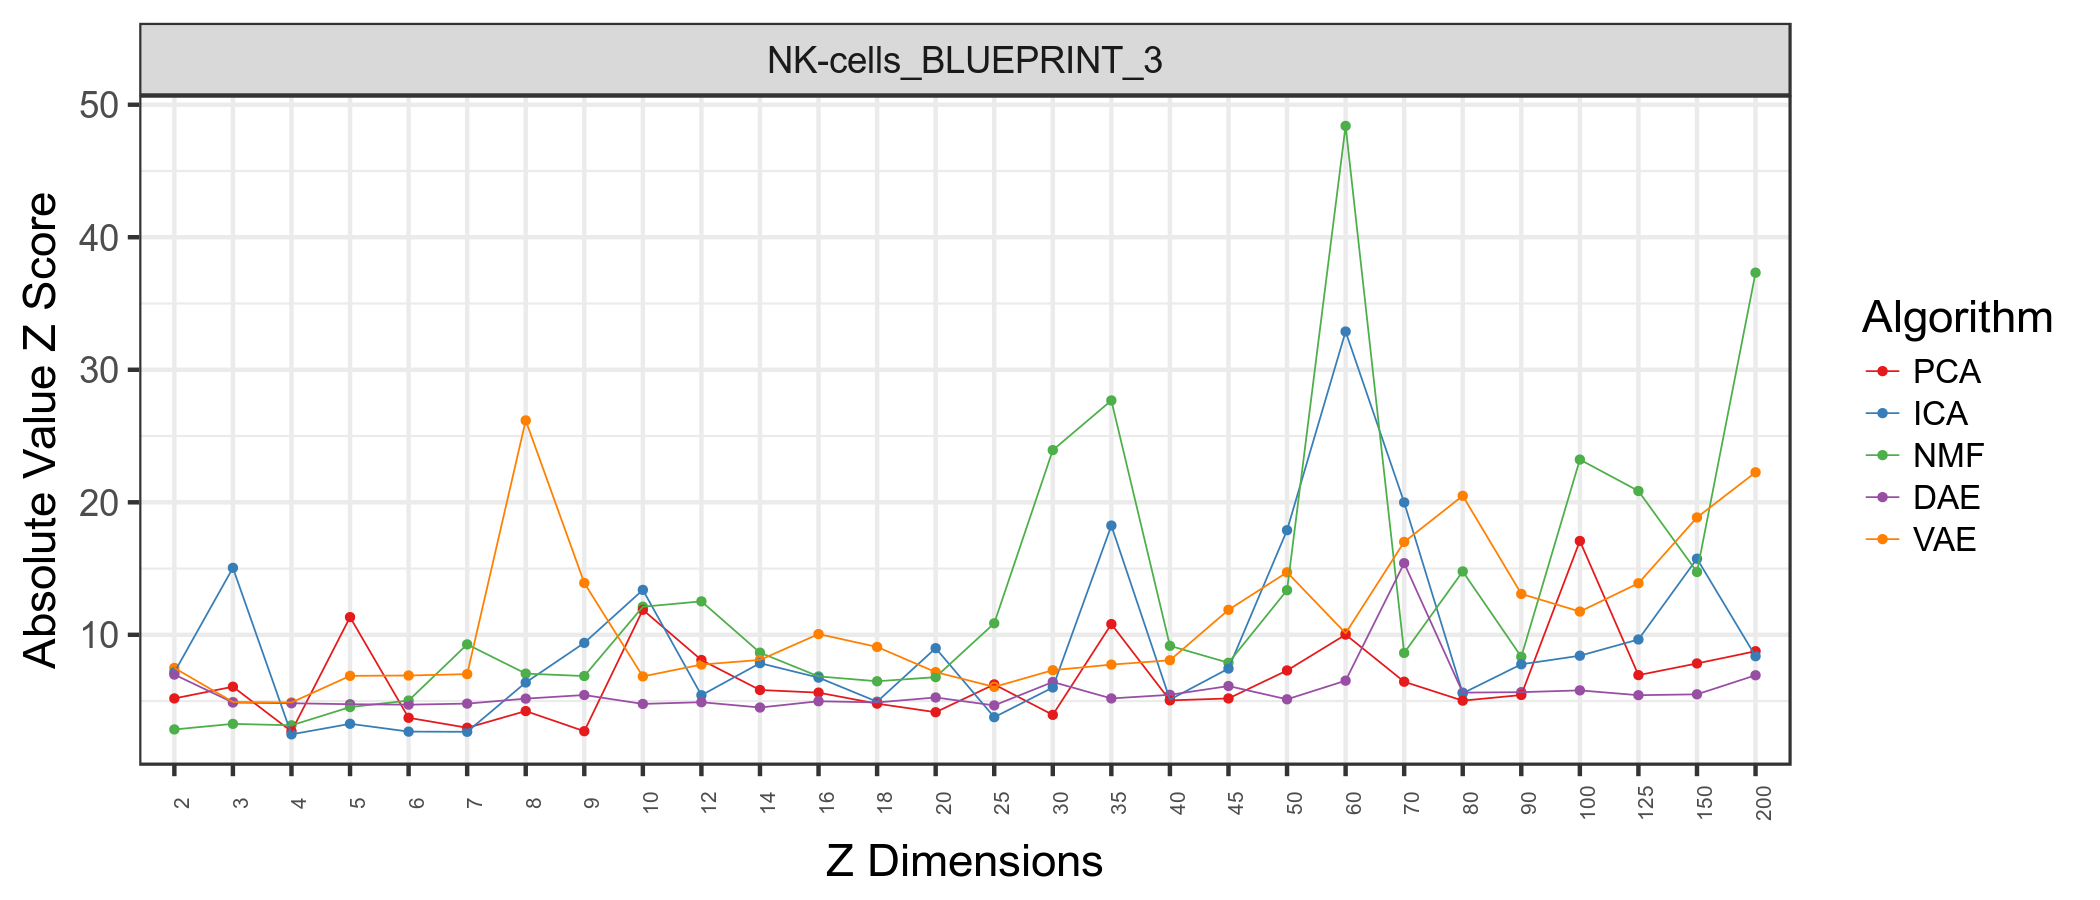 NK-cells_BLUEPRINT_3
Absolute Value Z Score
50
40
30
20
10
2 3 4 5 6 7 8 9 10 12 14 16 18 20 25 30 35 40 45 50 60 70 80 90 100 125 150 200
Z Dimensions
Algorithm
PCA
ICA
NMF
DAE
VAE